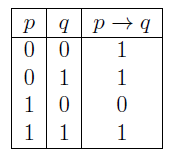 p q p → q
0 0 1
0 1 1
1 0 0
1 1 1